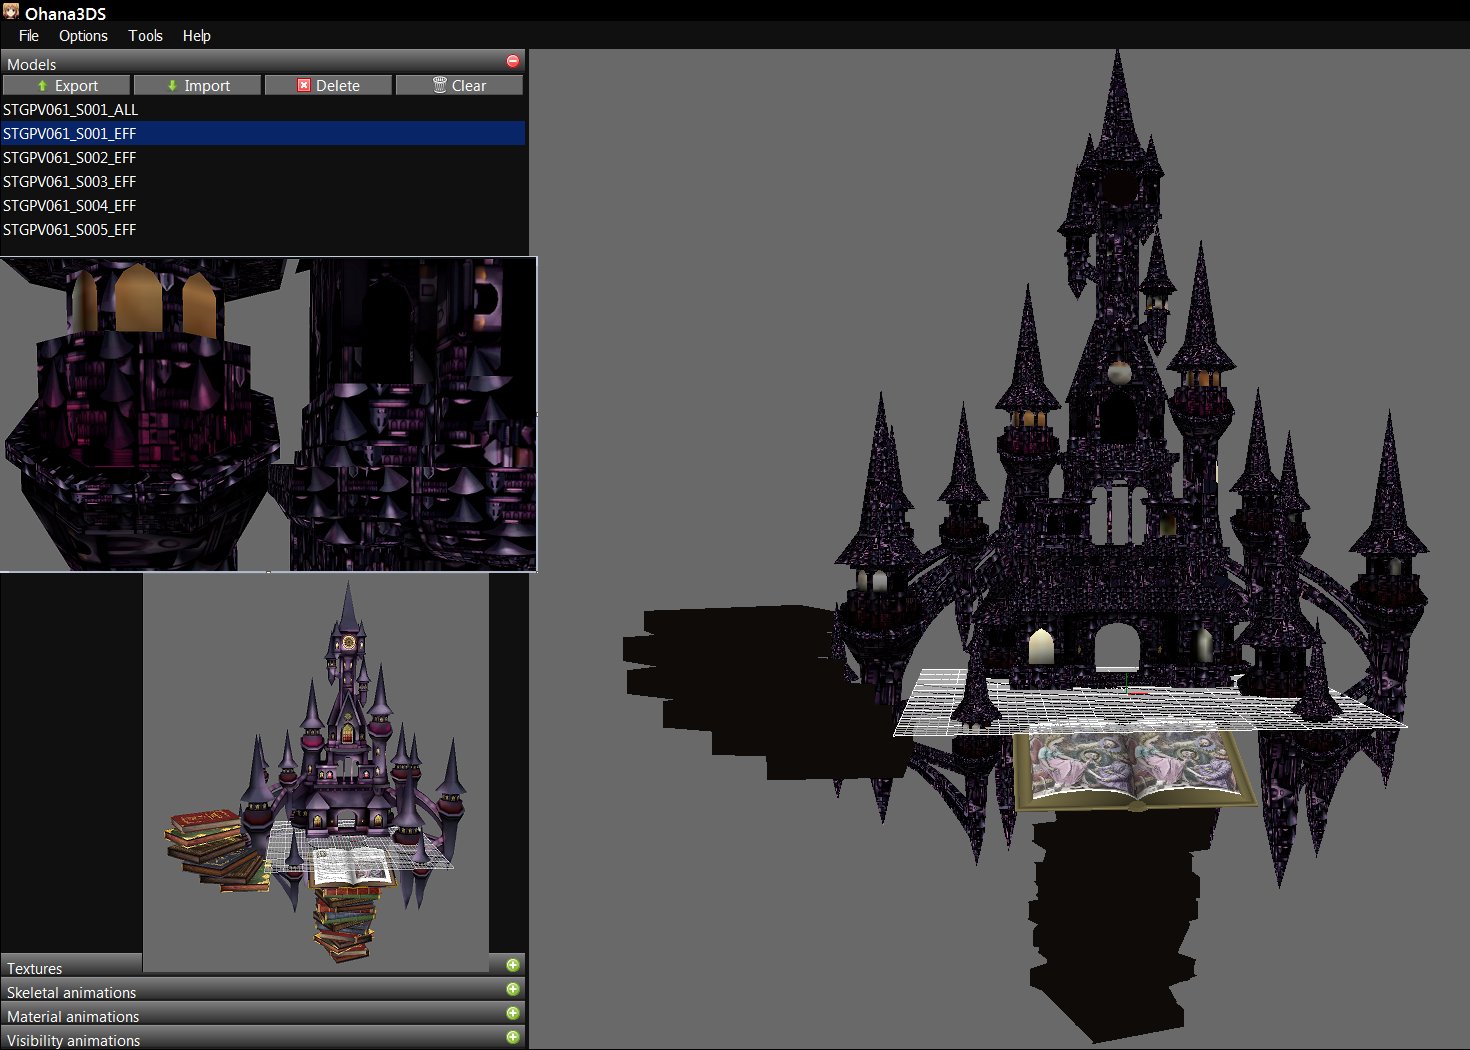 Ohana3DS
File Options Tools Help
Models
Export Import Delete Clear
STGPV061_S001_ALL
STGPV061_S001_EFF
STGPV061_S002_EFF
STGPV061_S003_EFF
STGPV061_S004_EFF
STGPV061_S005_EFF
Textures
Skeletal animations
Material animations
Visibility animations